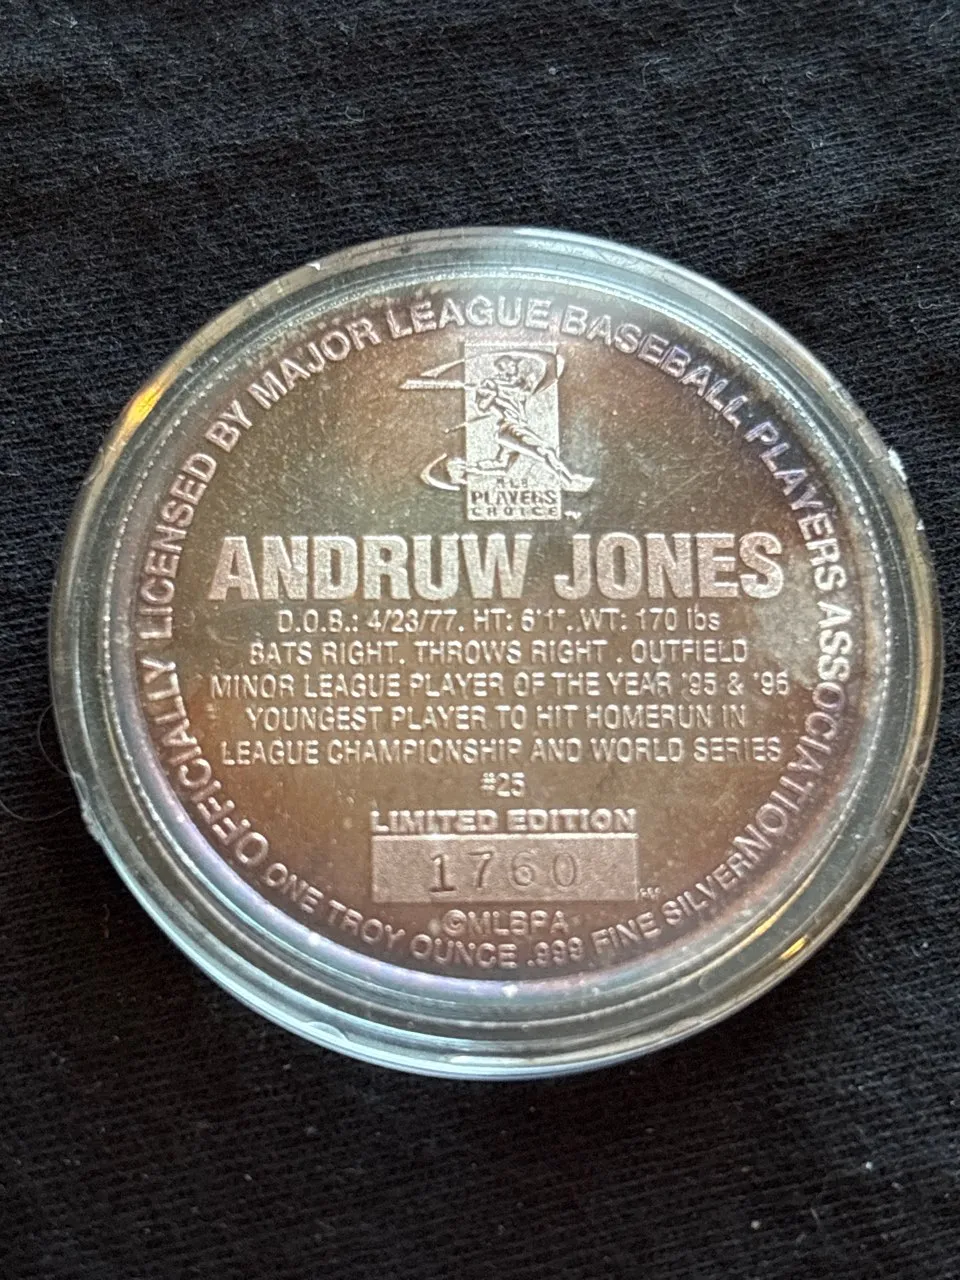 OFFICIALLY LICENSED BY MAJOR LEAGUE BASEBALL PLAYERS ASSOCIATION
MLB
PLAYERS
CHOICE
ANDRUW JONES
D.O.B.: 4/23/77. HT: 6'1". WT: 170 lbs
BATS RIGHT. THROWS RIGHT . OUTFIELD
MINOR LEAGUE PLAYER OF THE YEAR '95 & '96
YOUNGEST PLAYER TO HIT HOMERUN IN
LEAGUE CHAMPIONSHIP AND WORLD SERIES
#25
LIMITED EDITION
1760
©MLBPA
ONE TROY OUNCE .999 FINE SILVER